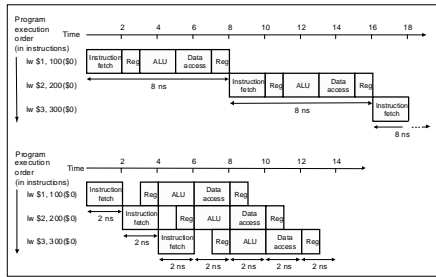 Program
execution
order
(in instructions)
Time
2 4 6 8 10 12 14 16 18
lw $1, 100($0)
Instruction fetch Reg ALU Data access Reg
lw $2, 200($0)
8 ns
Instruction fetch Reg ALU Data access Reg
lw $3, 300($0)
8 ns
Instruction fetch
8 ns
Program
execution
order
(in instructions)
Time
2 4 6 8 10 12 14
lw $1, 100($0)
Instruction fetch Reg ALU Data access Reg
lw $2, 200($0)
2 ns
Instruction fetch Reg ALU Data access Reg
lw $3, 300($0)
2 ns
Instruction fetch Reg ALU Data access Reg
2 ns 2 ns 2 ns 2 ns 2 ns